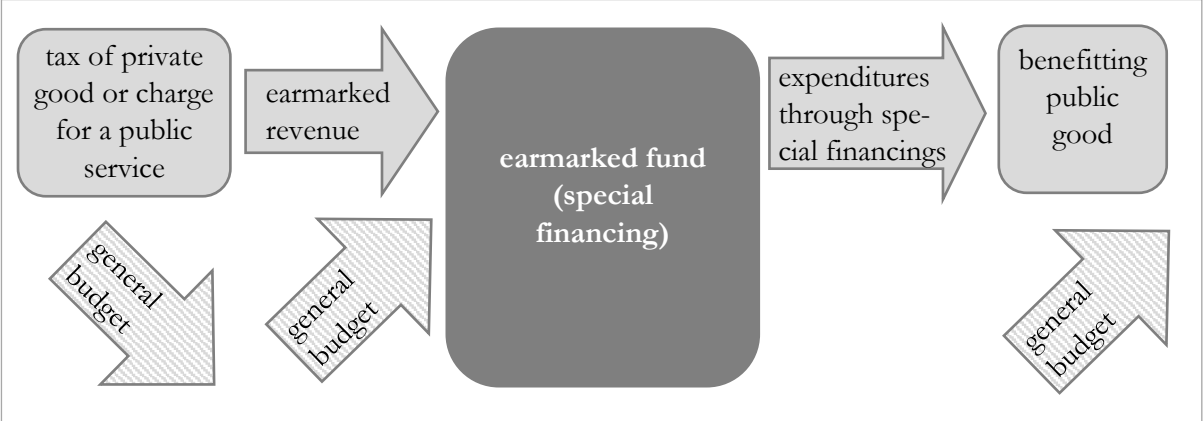 tax of private
good or charge
for a public
service
earmarked
revenue
earmarked fund
(special
financing)
expenditures
through spe-
cial financings
benefitting
public
good
general
budget
general
budget
general
budget